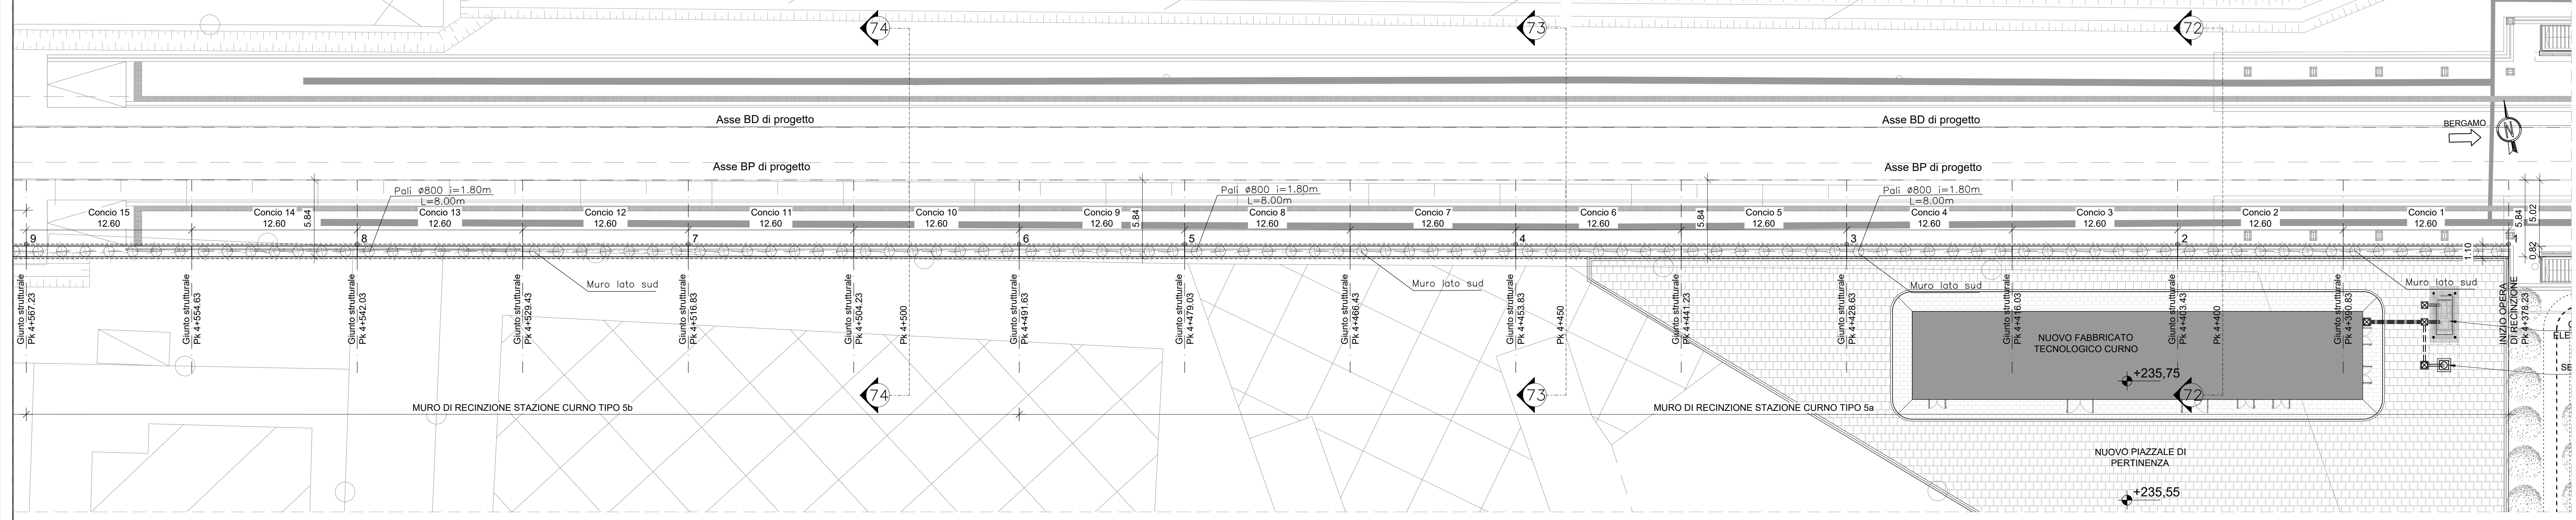 74
73
72
Asse BD di progetto
Asse BD di progetto
BERGAMO
N
Asse BP di progetto
Asse BP di progetto
Pali ø800 i=1.80m
L=8.00m
Pali ø800 i=1.80m
L=8.00m
Pali ø800 i=1.80m
L=8.00m
Concio 15
12.60
Concio 14
12.60
5.84
Concio 13
12.60
Concio 12
12.60
Concio 11
12.60
Concio 10
12.60
Concio 9
12.60
5.84
Concio 8
12.60
Concio 7
12.60
Concio 6
12.60
5.84
Concio 5
12.60
Concio 4
12.60
Concio 3
12.60
Concio 2
12.60
Concio 1
12.60
5.84
5.02
1.10
0.82
9
8
7
6
5
4
3
2
1
Muro lato sud
Muro lato sud
Muro lato sud
Muro lato sud
Giunto strutturale
Pk 4+567.23
Giunto strutturale
Pk 4+554.63
Giunto strutturale
Pk 4+542.03
Giunto strutturale
Pk 4+529.43
Giunto strutturale
Pk 4+516.83
Giunto strutturale
Pk 4+504.23
Pk 4+500
Giunto strutturale
Pk 4+491.63
Giunto strutturale
Pk 4+479.03
Giunto strutturale
Pk 4+466.43
Giunto strutturale
Pk 4+453.83
Pk 4+450
Giunto strutturale
Pk 4+441.23
Giunto strutturale
Pk 4+428.63
Giunto strutturale
Pk 4+416.03
Giunto strutturale
Pk 4+403.43
Pk 4+400
Giunto strutturale
Pk 4+390.83
INIZIO OPERA
DI RECINZIONE
Pk 4+378.23
ELE
SE
NUOVO FABBRICATO
TECNOLOGICO CURNO
+235,75
74
73
72
MURO DI RECINZIONE STAZIONE CURNO TIPO 5b
MURO DI RECINZIONE STAZIONE CURNO TIPO 5a
NUOVO PIAZZALE DI
PERTINENZA
+235,55